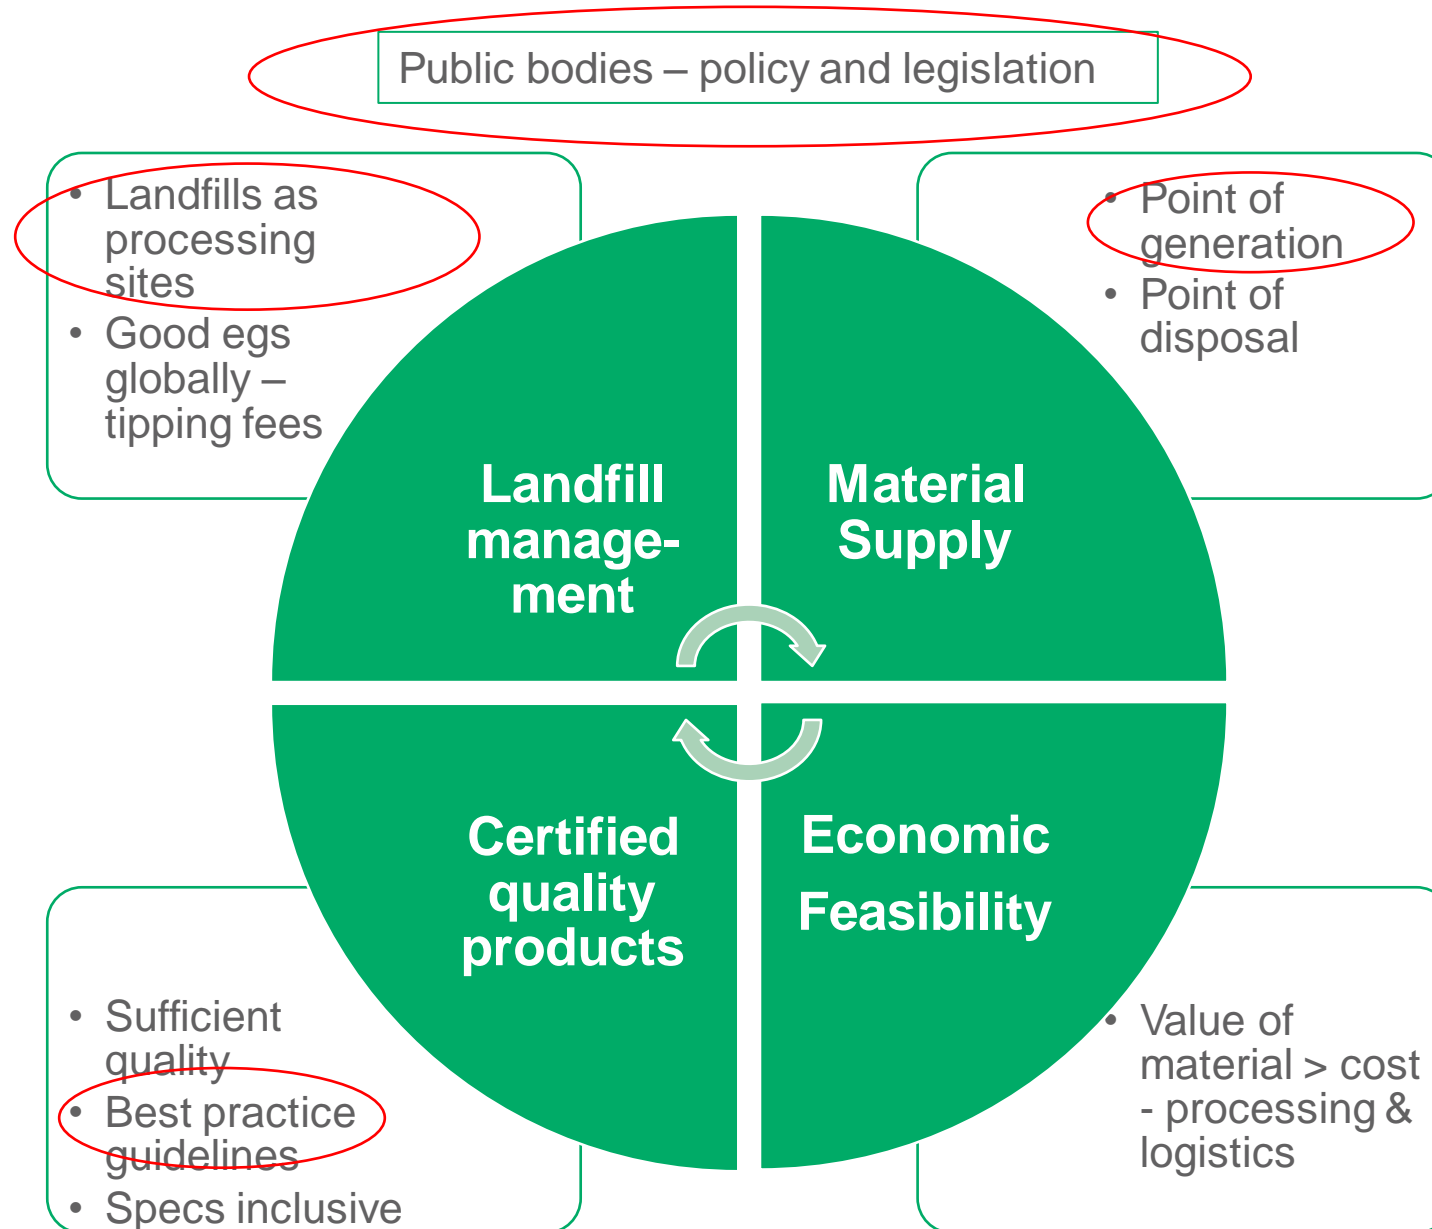 Public bodies – policy and legislation
• Landfills as
processing
sites
• Good egs
globally –
tipping fees
• Point of
generation
• Point of
disposal
Landfill
manage-
ment
Material
Supply
Certified
quality
products
Economic
Feasibility
• Sufficient
quality
• Best practice
guidelines
• Specs inclusive
• Value of
material > cost
- processing &
logistics